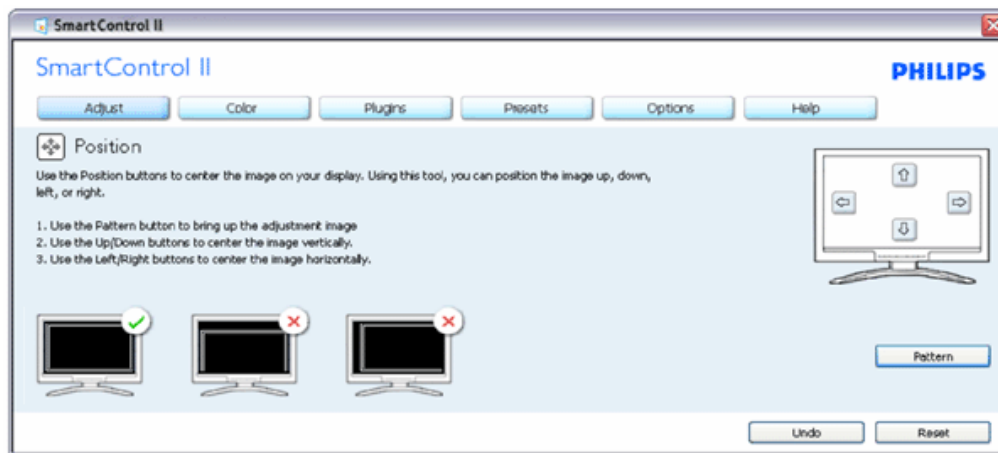 SmartControl II
SmartControl II
PHILIPS
Adjust Color Plugins Presets Options Help
Position
Use the Position buttons to center the image on your display. Using this tool, you can position the image up, down,
left, or right.
1. Use the Pattern button to bring up the adjustment image
2. Use the Up/Down buttons to center the image vertically.
3. Use the Left/Right buttons to center the image horizontally.
Pattern
Undo Reset